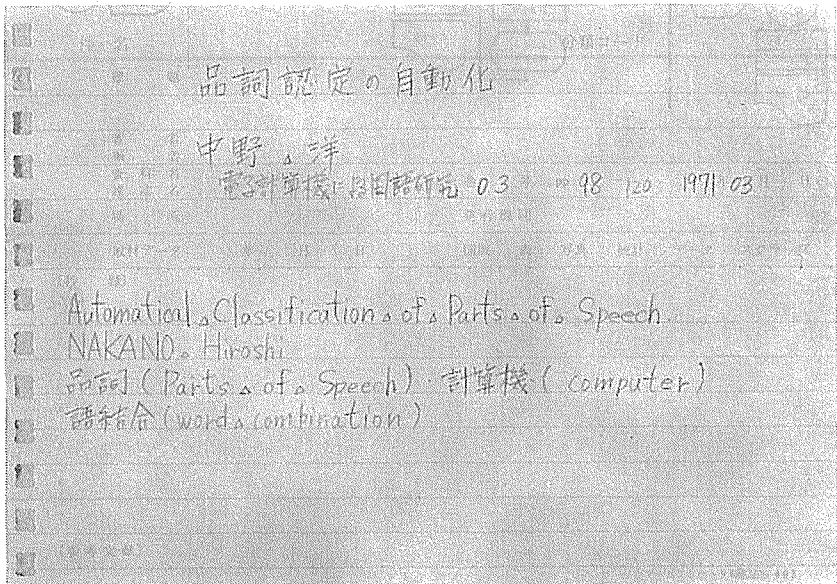 品詞認定の自動化
中野△洋
電子計算機による国語研究 03 98 120 1971 03
Automatical△Classification△of△Parts△of△Speech
NAKANO△Hiroshi
品詞(Parts△of△Speech) 計算機(computer)
語結合(word△combination)